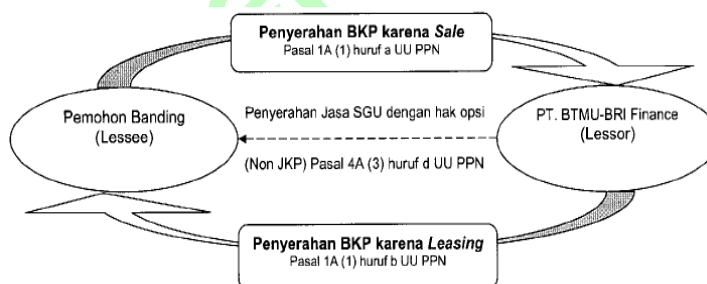 Penyerahan BKP karena Sale
Pasal 1A (1) huruf a UU PPN
Pemohon Banding
(Lessee)
Penyerahan Jasa SGU dengan hak opsi
(Non JKP) Pasal 4A (3) huruf d UU PPN
PT. BTMU-BRI Finance
(Lessor)
Penyerahan BKP karena Leasing
Pasal 1A (1) huruf b UU PPN